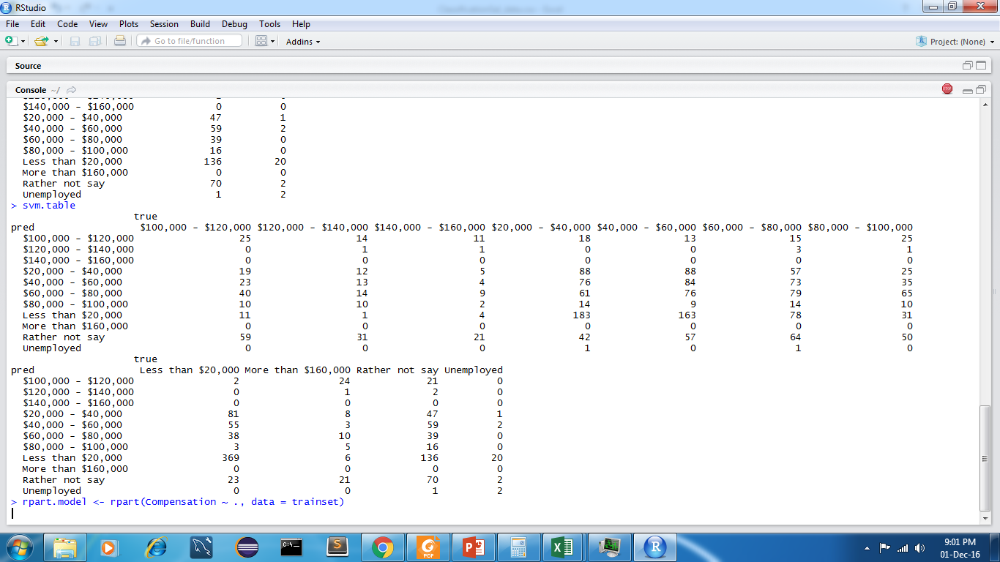 RStudio
File Edit Code View Plots Session Build Debug Tools Help
Go to file/function Addins Project: (None)
Source
Console ~/
$140,000 - $160,000 0 0
$20,000 - $40,000 47 1
$40,000 - $60,000 59 2
$60,000 - $80,000 39 0
$80,000 - $100,000 16 0
Less than $20,000 136 20
More than $160,000 0 0
Rather not say 70 2
Unemployed 1 2
> svm.table
true
pred $100,000 - $120,000 $120,000 - $140,000 $140,000 - $160,000 $20,000 - $40,000 $40,000 - $60,000 $60,000 - $80,000 $80,000 - $100,000
$100,000 - $120,000 25 14 11 18 13 15 25
$120,000 - $140,000 0 1 1 0 0 3 1
$140,000 - $160,000 0 0 0 0 0 0 0
$20,000 - $40,000 19 12 5 88 88 57 25
$40,000 - $60,000 23 13 4 76 84 73 35
$60,000 - $80,000 40 14 9 61 76 79 65
$80,000 - $100,000 10 10 2 14 9 14 10
Less than $20,000 11 1 4 183 163 78 31
More than $160,000 0 0 0 0 0 0 0
Rather not say 59 31 21 42 57 64 50
Unemployed 0 0 0 1 0 1 0
true
pred Less than $20,000 More than $160,000 Rather not say Unemployed
$100,000 - $120,000 2 24 21 0
$120,000 - $140,000 0 1 2 0
$140,000 - $160,000 0 0 0 0
$20,000 - $40,000 81 8 47 1
$40,000 - $60,000 55 3 59 2
$60,000 - $80,000 38 10 39 0
$80,000 - $100,000 3 5 16 0
Less than $20,000 369 6 136 20
More than $160,000 0 0 0 0
Rather not say 23 21 70 2
Unemployed 0 0 1 2
> rpart.model <- rpart(Compensation ~ ., data = trainset)
9:01 PM
01-Dec-16